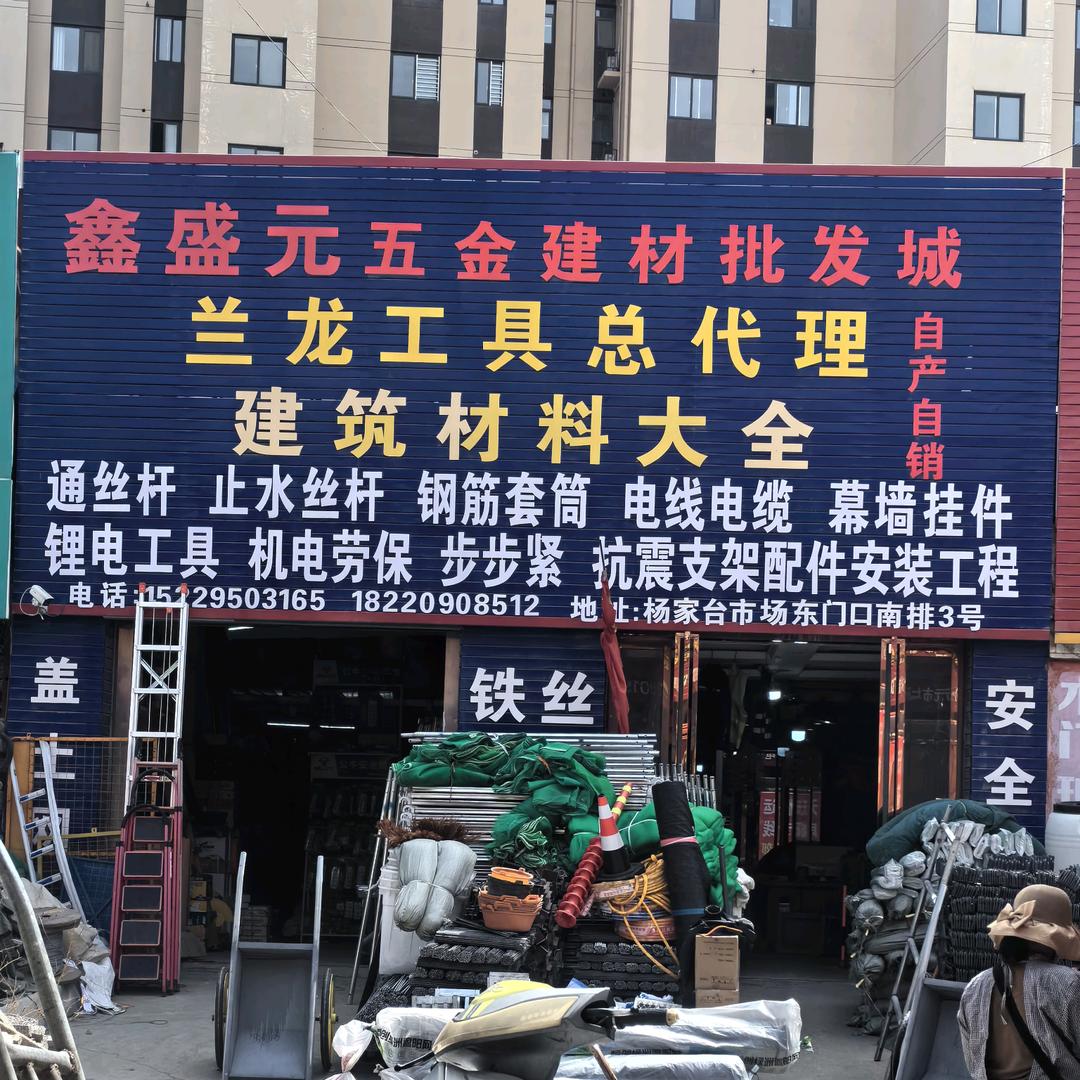 鑫盛元五金建材批发城
兰龙工具总代理
自产自销
建筑材料大全
通丝杆 止水丝杆 钢筋套筒 电线电缆 幕墙挂件
锂电工具 机电劳保 步步紧 抗震支架配件安装工程
电话:15229503165 18220908512 地址:杨家台市场东门口南排3号
盖土网
铁丝
安全